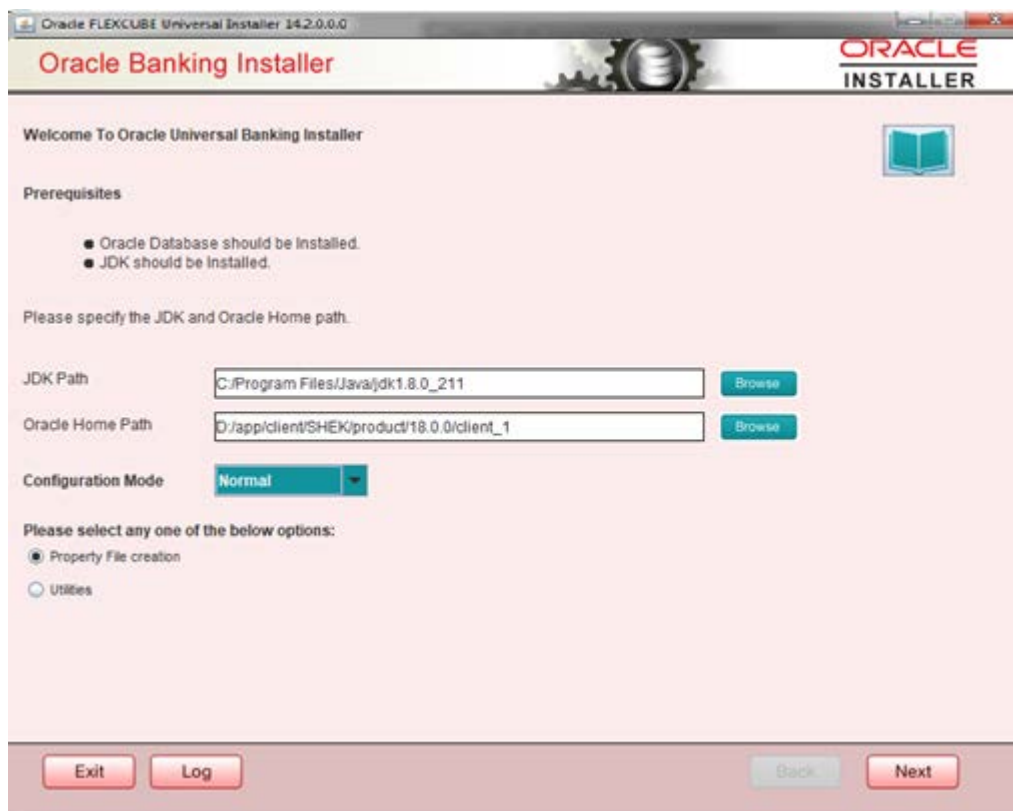 Oracle FLEXCUBE Universal Installer 14.2.0.0.0
Oracle Banking Installer
ORACLE
INSTALLER
Welcome To Oracle Universal Banking Installer
Prerequisites
Oracle Database should be Installed.
JDK should be Installed.
Please specify the JDK and Oracle Home path.
JDK Path
C:/Program Files/Java/jdk1.8.0_211
Browse
Oracle Home Path
D:/app/client/SHEK/product/18.0.0/client_1
Browse
Configuration Mode
Normal
Please select any one of the below options:
Property File creation
Utilities
Exit
Log
Back
Next